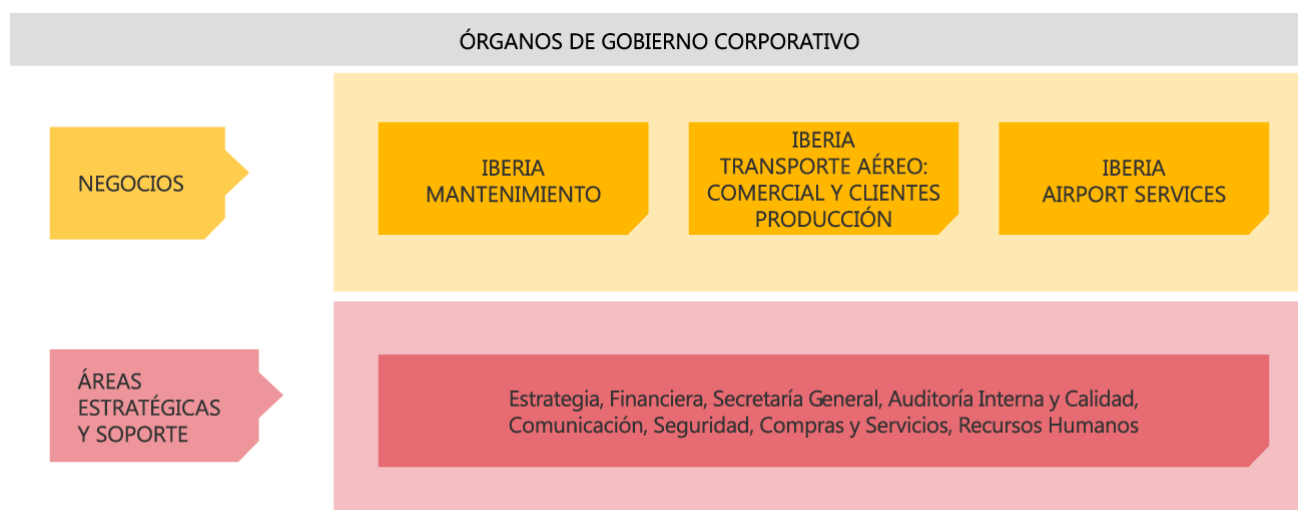 ÓRGANOS DE GOBIERNO CORPORATIVO
NEGOCIOS
IBERIA
MANTENIMIENTO
IBERIA
TRANSPORTE AÉREO:
COMERCIAL Y CLIENTES
PRODUCCIÓN
IBERIA
AIRPORT SERVICES
ÁREAS
ESTRATÉGICAS
Y SOPORTE
Estrategia, Financiera, Secretaría General, Auditoría Interna y Calidad,
Comunicación, Seguridad, Compras y Servicios, Recursos Humanos